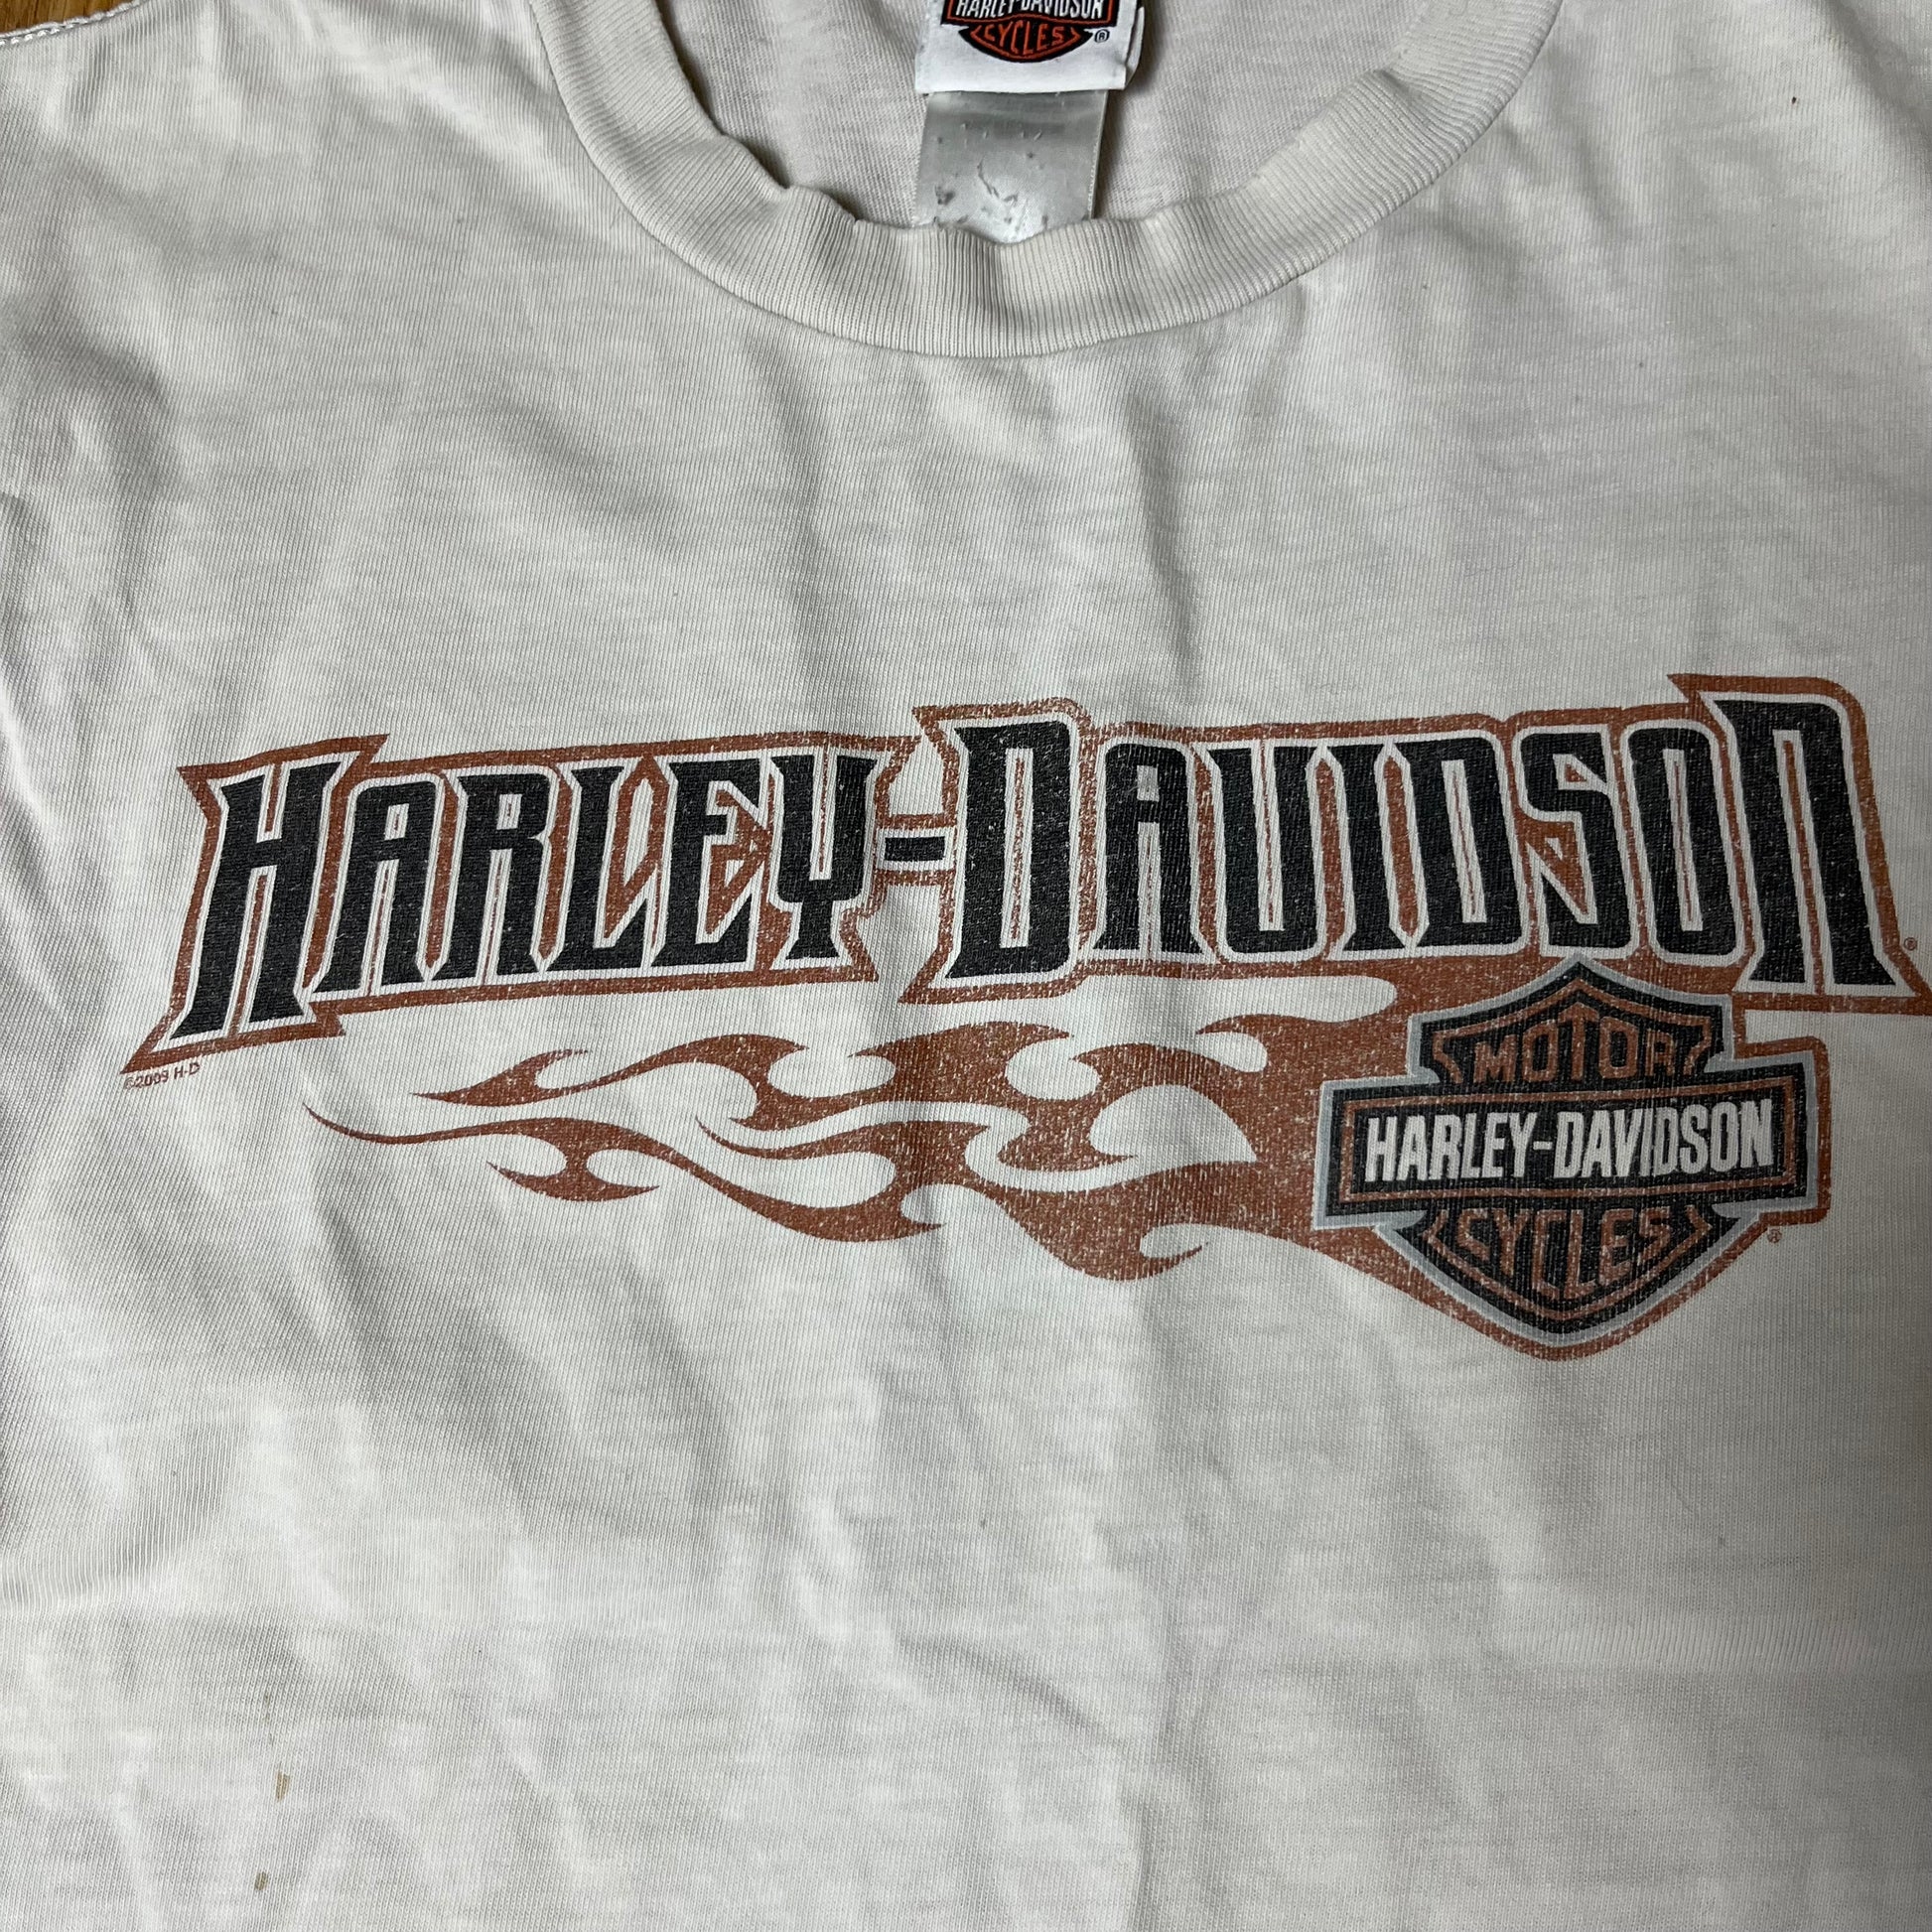 HARLEY-DAVIDSON
CYCLES ®
HARLEY-DAVIDSON ®
©2009 H-D
MOTOR
HARLEY-DAVIDSON
CYCLES ®